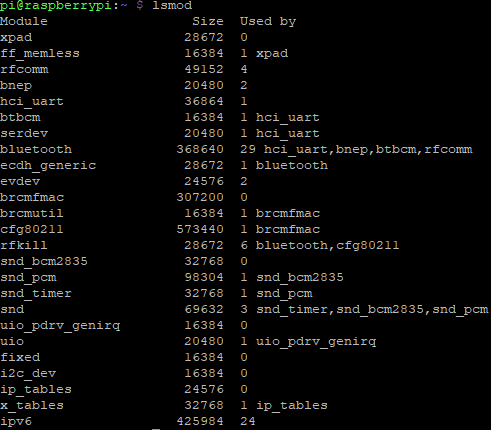 pi@raspberrypi:~ $ lsmod
Module                  Size  Used by
xpad                   28672  0
ff_memless             16384  1 xpad
rfcomm                 49152  4
bnep                   20480  2
hci_uart               36864  1
btbcm                  16384  1 hci_uart
serdev                 20480  1 hci_uart
bluetooth             368640  29 hci_uart,bnep,btbcm,rfcomm
ecdh_generic           28672  1 bluetooth
evdev                  24576  2
brcmfmac              307200  0
brcmutil               16384  1 brcmfmac
cfg80211              573440  1 brcmfmac
rfkill                 28672  6 bluetooth,cfg80211
snd_bcm2835            32768  0
snd_pcm                98304  1 snd_bcm2835
snd_timer              32768  1 snd_pcm
snd                    69632  3 snd_timer,snd_bcm2835,snd_pcm
uio_pdrv_genirq        16384  0
uio                    20480  1 uio_pdrv_genirq
fixed                  16384  0
i2c_dev                16384  0
ip_tables              24576  0
x_tables               32768  1 ip_tables
ipv6                  425984  24